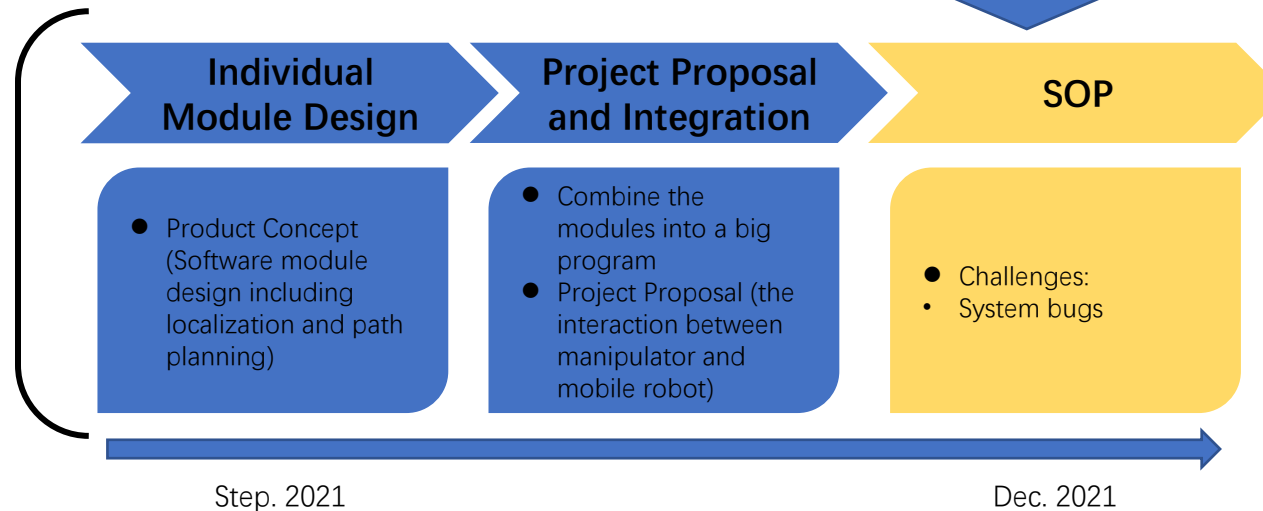 Individual
Module Design
Project Proposal
and Integration
SOP
● Product Concept
(Software module
design including
localization and path
planning)
● Combine the
modules into a big
program
● Project Proposal (the
interaction between
manipulator and
mobile robot)
● Challenges:
• System bugs
Step. 2021
Dec. 2021